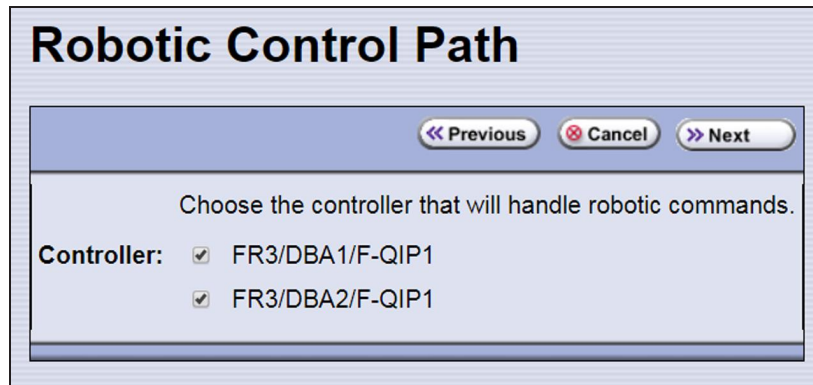 Robotic Control Path
Previous Cancel Next
Choose the controller that will handle robotic commands.
Controller: FR3/DBA1/F-QIP1
FR3/DBA2/F-QIP1